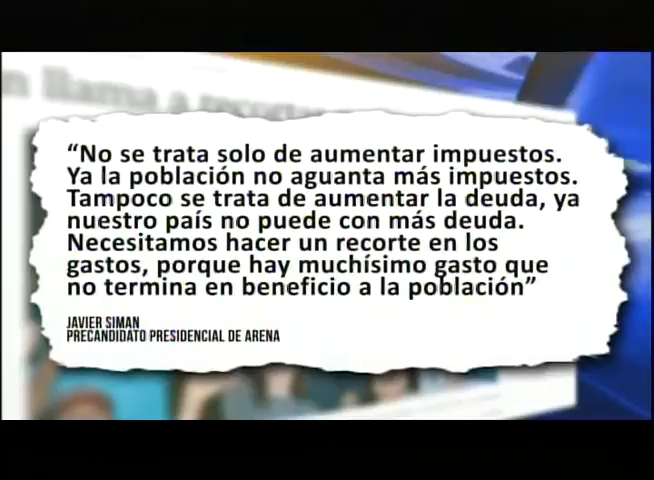 llama a
“No se trata solo de aumentar impuestos.
Ya la población no aguanta más impuestos.
Tampoco se trata de aumentar la deuda, ya
nuestro país no puede con más deuda.
Necesitamos hacer un recorte en los
gastos, porque hay muchísimo gasto que
no termina en beneficio a la población”
JAVIER SIMAN
PRECANDIDATO PRESIDENCIAL DE ARENA